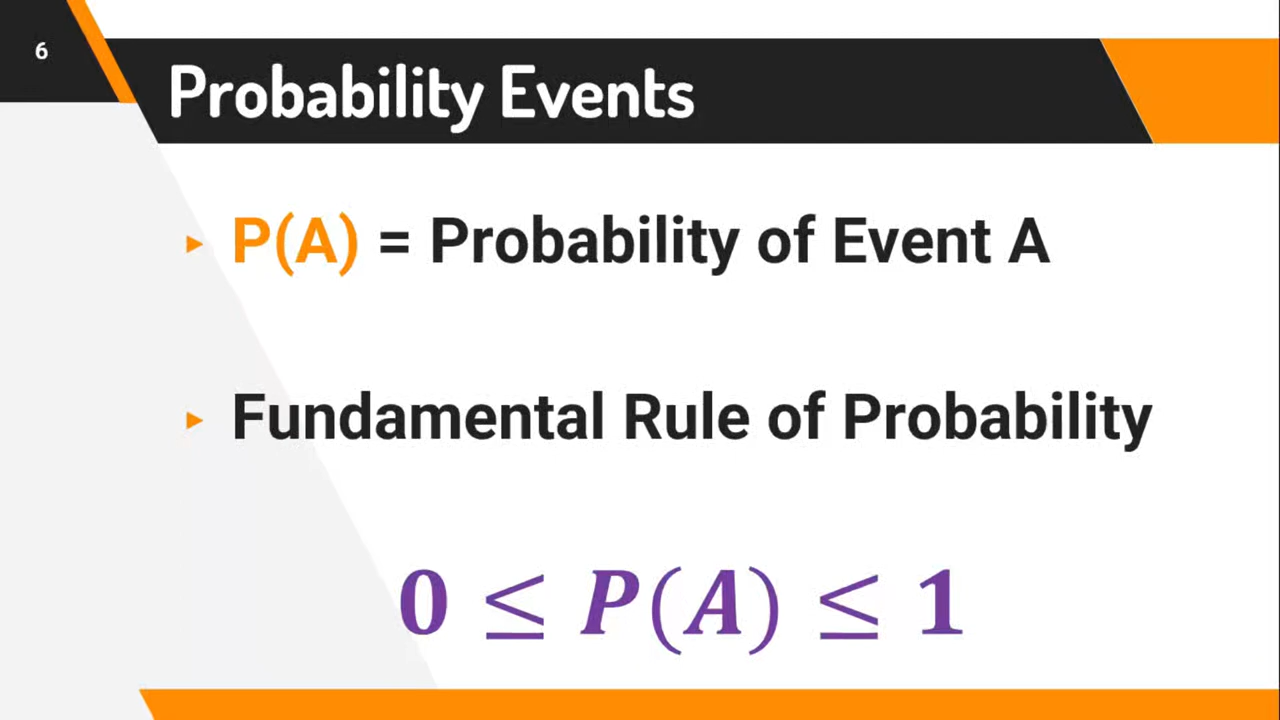 6
Probability Events
▸ P(A) = Probability of Event A
▸ Fundamental Rule of Probability
0 ≤ P(A) ≤ 1